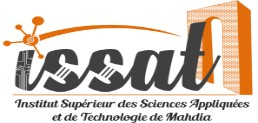 issat
Institut Supérieur des Sciences Appliquées
et de Technologie de Mahdia